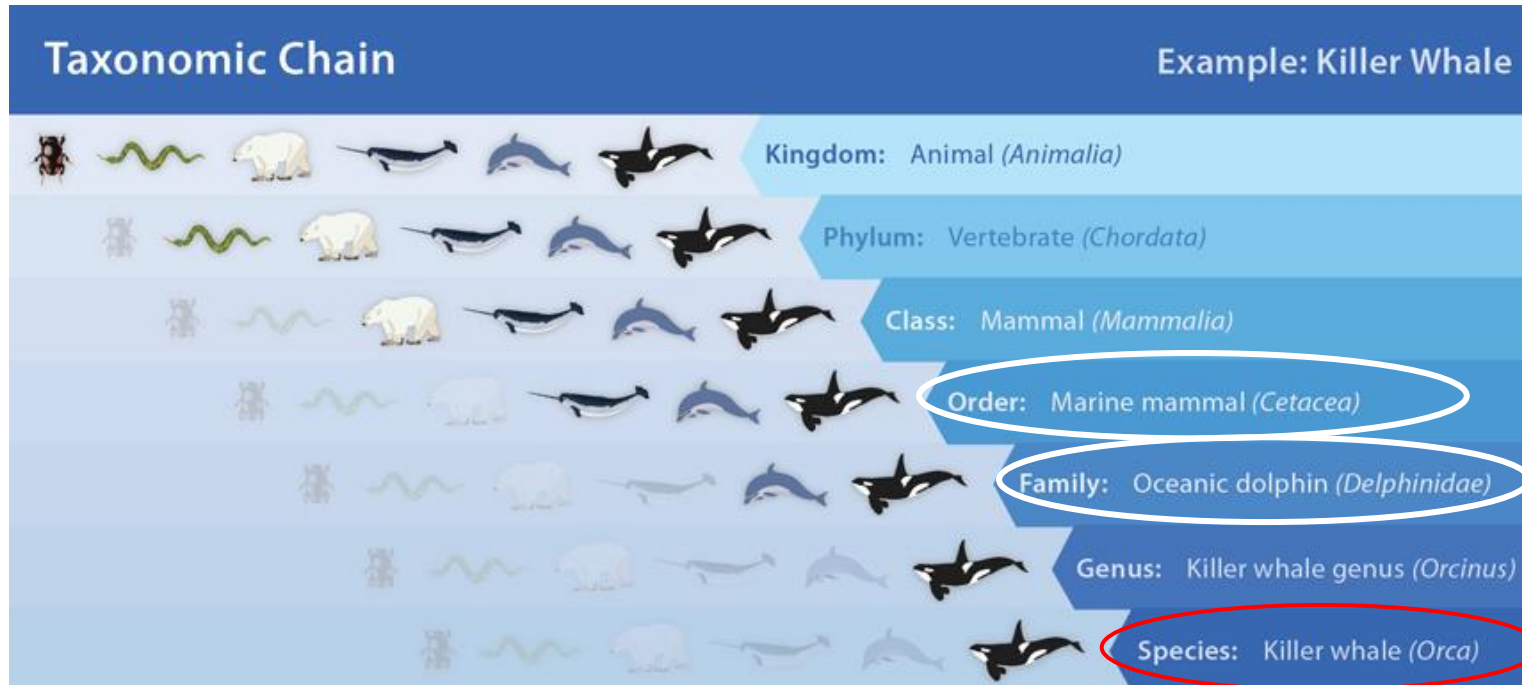 Taxonomic Chain
Example: Killer Whale
Kingdom: Animal (Animalia)
Phylum: Vertebrate (Chordata)
Class: Mammal (Mammalia)
Order: Marine mammal (Cetacea)
Family: Oceanic dolphin (Delphinidae)
Genus: Killer whale genus (Orcinus)
Species: Killer whale (Orca)